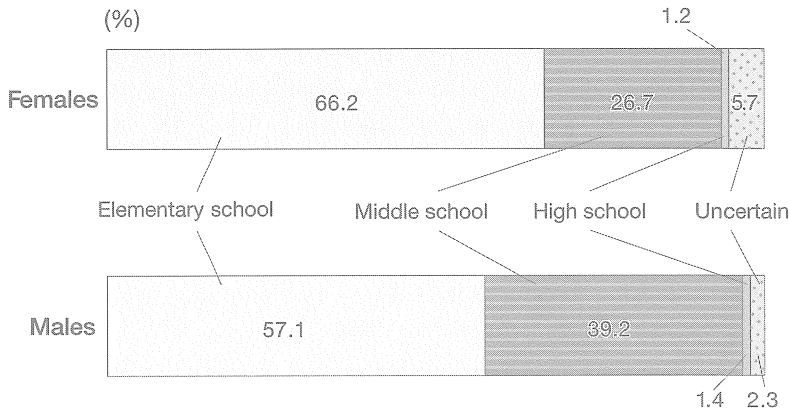 (%)
1.2
Females 66.2 26.7 5.7
Elementary school Middle school High school Uncertain
Males 57.1 39.2
1.4 2.3